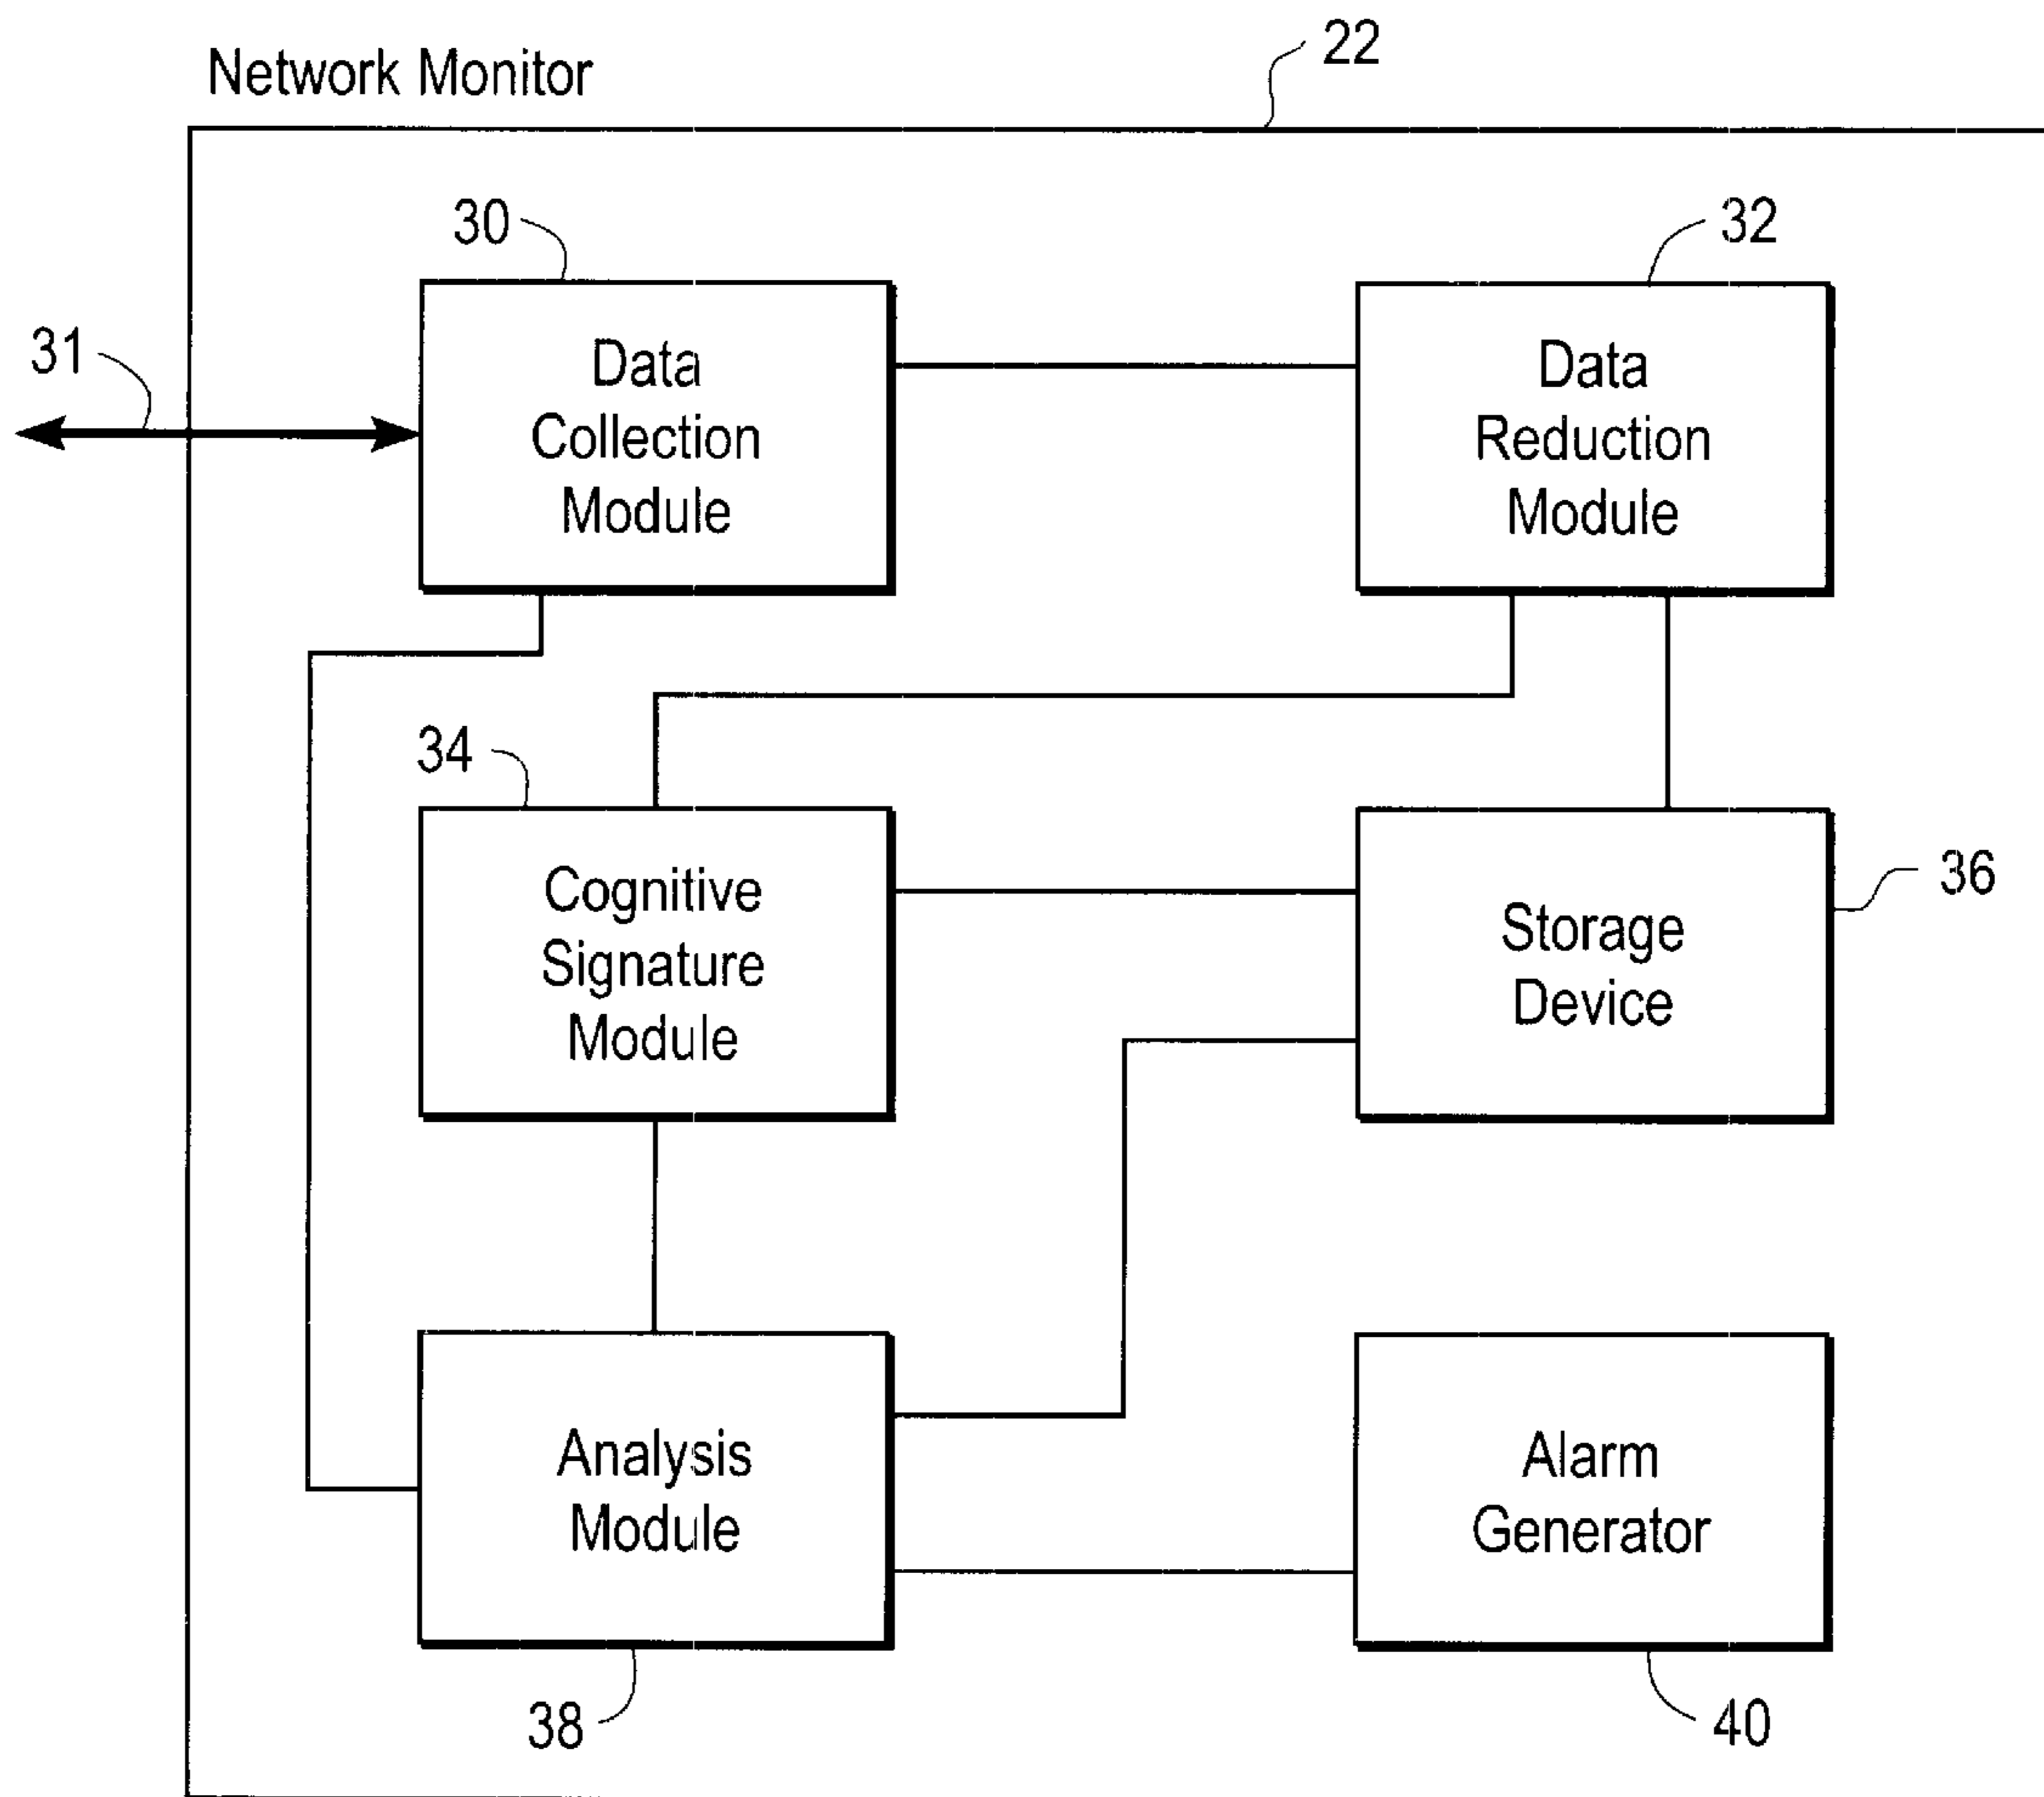 22
Network Monitor
30
32
31
Data
Collection
Module
Data
Reduction
Module
34
Cognitive
Signature
Module
36
Storage
Device
Analysis
Module
Alarm
Generator
38
40